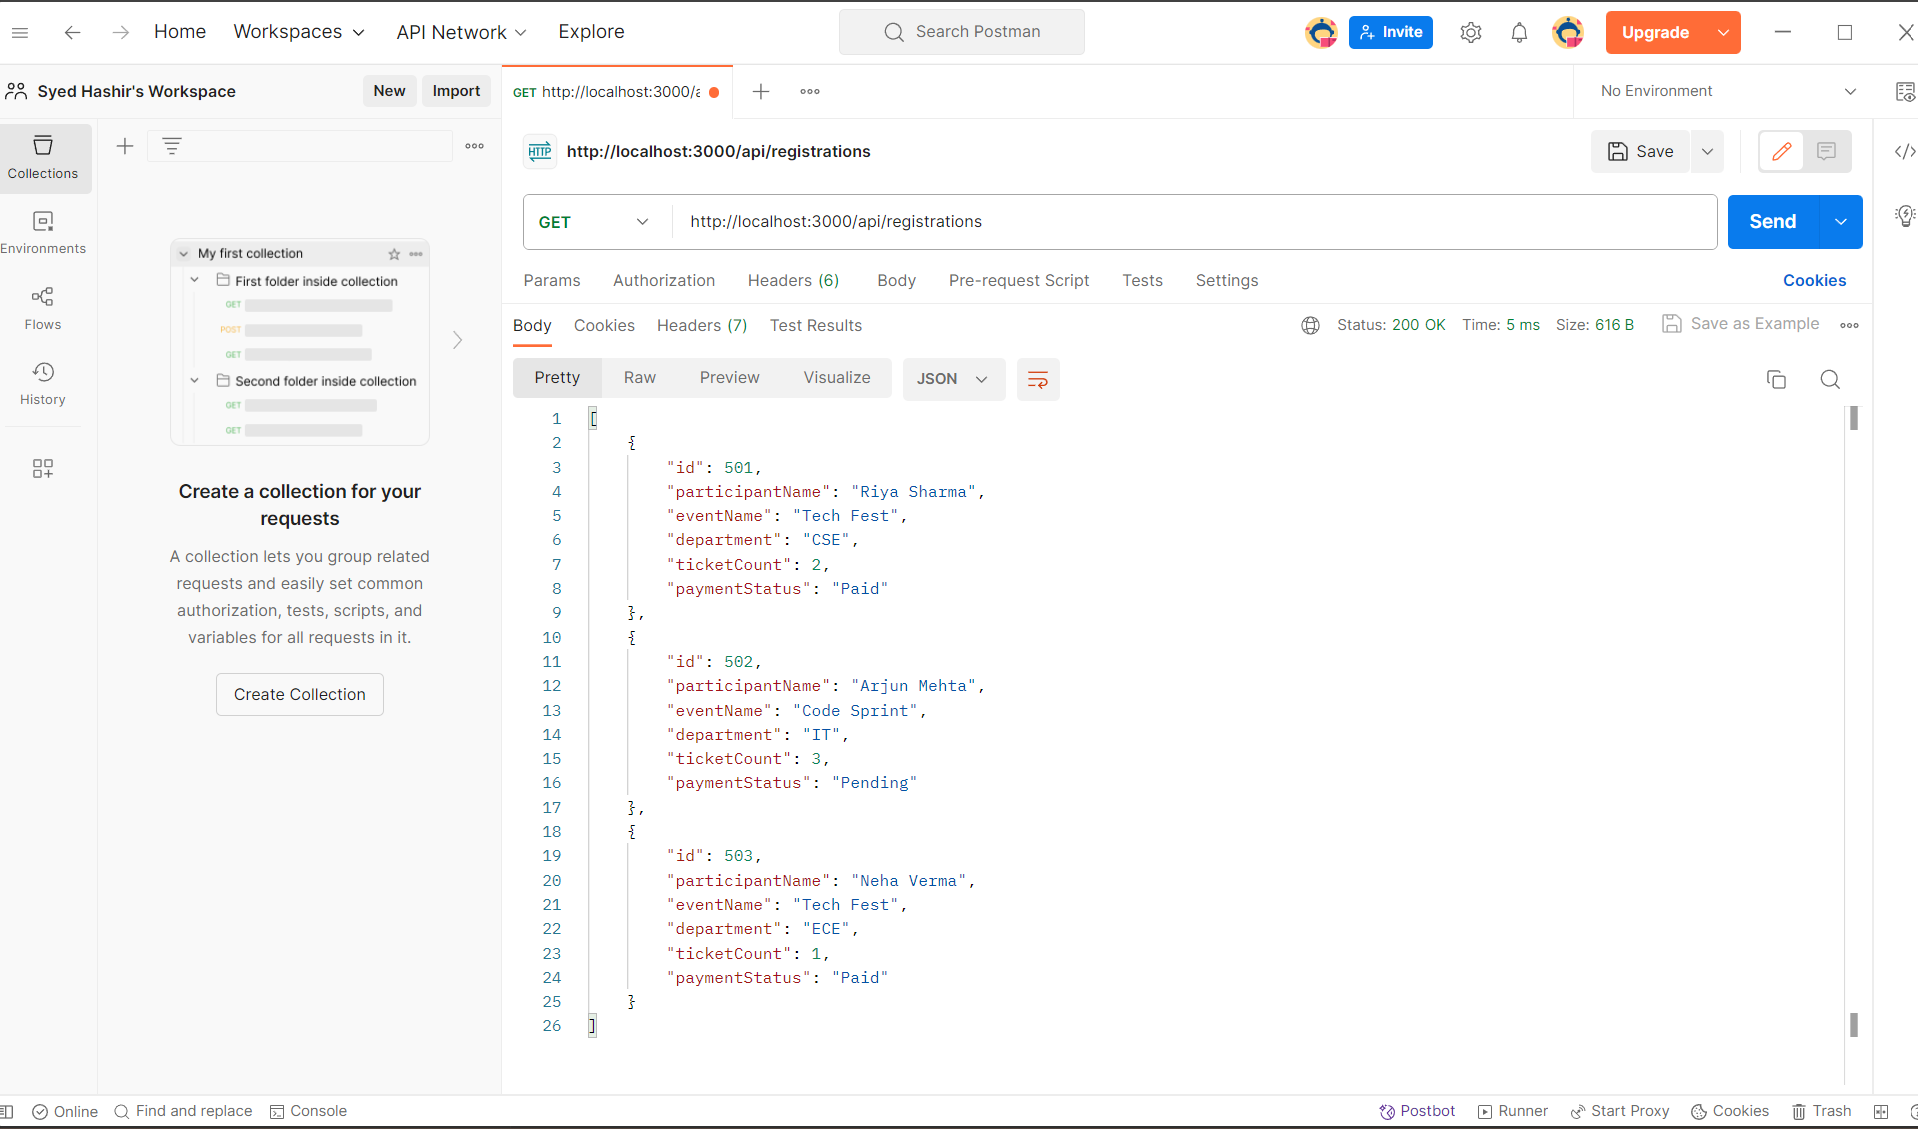 Home Workspaces API Network Explore Search Postman Invite Upgrade
Syed Hashir's Workspace New Import GET http://localhost:3000/a No Environment
Collections
Environments
Flows
History
My first collection
First folder inside collection
GET
POST
GET
Second folder inside collection
GET
GET
Create a collection for your
requests
A collection lets you group related
requests and easily set common
authorization, tests, scripts, and
variables for all requests in it.
Create Collection
HTTP http://localhost:3000/api/registrations Save
GET http://localhost:3000/api/registrations Send
Params Authorization Headers (6) Body Pre-request Script Tests Settings Cookies
Body Cookies Headers (7) Test Results Status: 200 OK Time: 5 ms Size: 616 B Save as Example
Pretty Raw Preview Visualize JSON
1 [
2 {
3 "id": 501,
4 "participantName": "Riya Sharma",
5 "eventName": "Tech Fest",
6 "department": "CSE",
7 "ticketCount": 2,
8 "paymentStatus": "Paid"
9 },
10 {
11 "id": 502,
12 "participantName": "Arjun Mehta",
13 "eventName": "Code Sprint",
14 "department": "IT",
15 "ticketCount": 3,
16 "paymentStatus": "Pending"
17 },
18 {
19 "id": 503,
20 "participantName": "Neha Verma",
21 "eventName": "Tech Fest",
22 "department": "ECE",
23 "ticketCount": 1,
24 "paymentStatus": "Paid"
25 }
26 ]
Online Find and replace Console Postbot Runner Start Proxy Cookies Trash